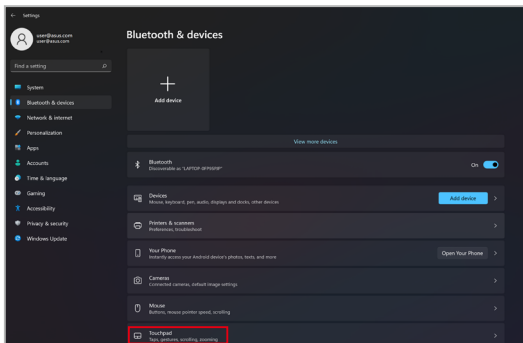 Settings
user@asus.com
user@asus.com
Find a setting
System
Bluetooth & devices
Network & internet
Personalization
Apps
Accounts
Time & language
Gaming
Accessibility
Privacy & security
Windows Update
Bluetooth & devices
Add device
View more devices
Bluetooth
Discoverable as "LAPTOP-0FP6SFIP"
On
Devices
Mouse, keyboard, pen, audio, displays and docks, other devices
Add device
Printers & scanners
Preferences, troubleshoot
Your Phone
Instantly access your Android device's photos, texts, and more
Open Your Phone
Cameras
Connected cameras, default image settings
Mouse
Buttons, mouse pointer speed, scrolling
Touchpad
Taps, gestures, scrolling, zooming